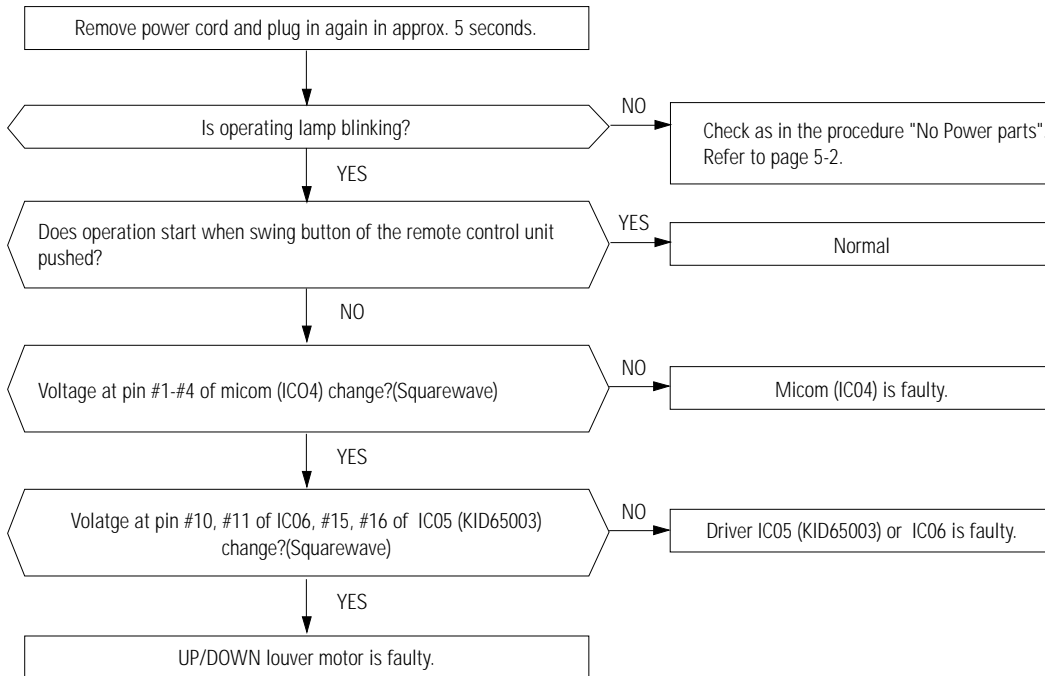 Remove power cord and plug in again in approx. 5 seconds.
Is operating lamp blinking?
NO
Check as in the procedure "No Power parts".
Refer to page 5-2.
YES
Does operation start when swing button of the remote control unit
pushed?
YES
Normal
NO
Voltage at pin #1-#4 of micom (ICO4) change?(Squarewave)
NO
Micom (IC04) is faulty.
YES
Volatge at pin #10, #11 of IC06, #15, #16 of IC05 (KID65003)
change?(Squarewave)
NO
Driver IC05 (KID65003) or IC06 is faulty.
YES
UP/DOWN louver motor is faulty.